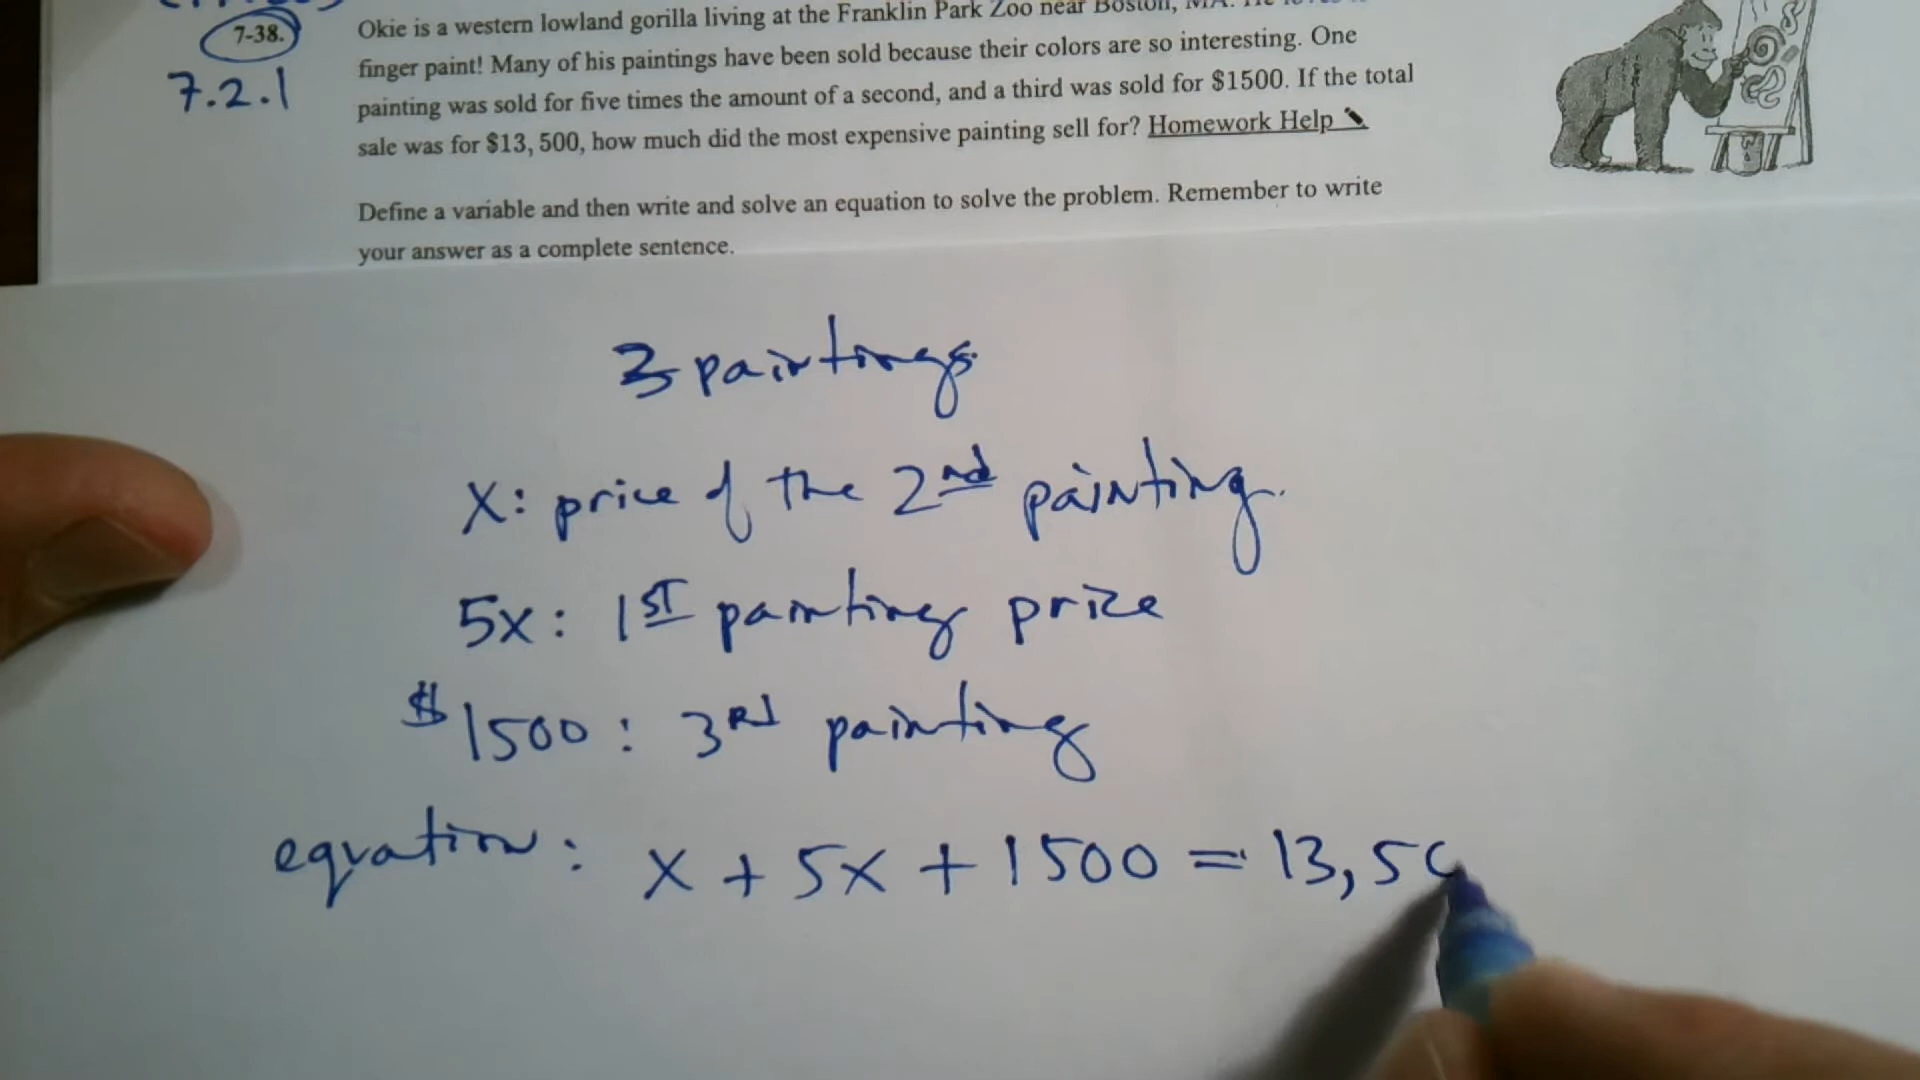 7-38.
7.2.1
Okie is a western lowland gorilla living at the Franklin Park Zoo near Boston, MA.
finger paint! Many of his paintings have been sold because their colors are so interesting. One
painting was sold for five times the amount of a second, and a third was sold for $1500. If the total
sale was for $13, 500, how much did the most expensive painting sell for? Homework Help
Define a variable and then write and solve an equation to solve the problem. Remember to write
your answer as a complete sentence.
3 paintings.
X: price of the 2nd painting.
5x: 1ST painting price
$1500: 3Rd painting
equation: x + 5x + 1500 = 13,50